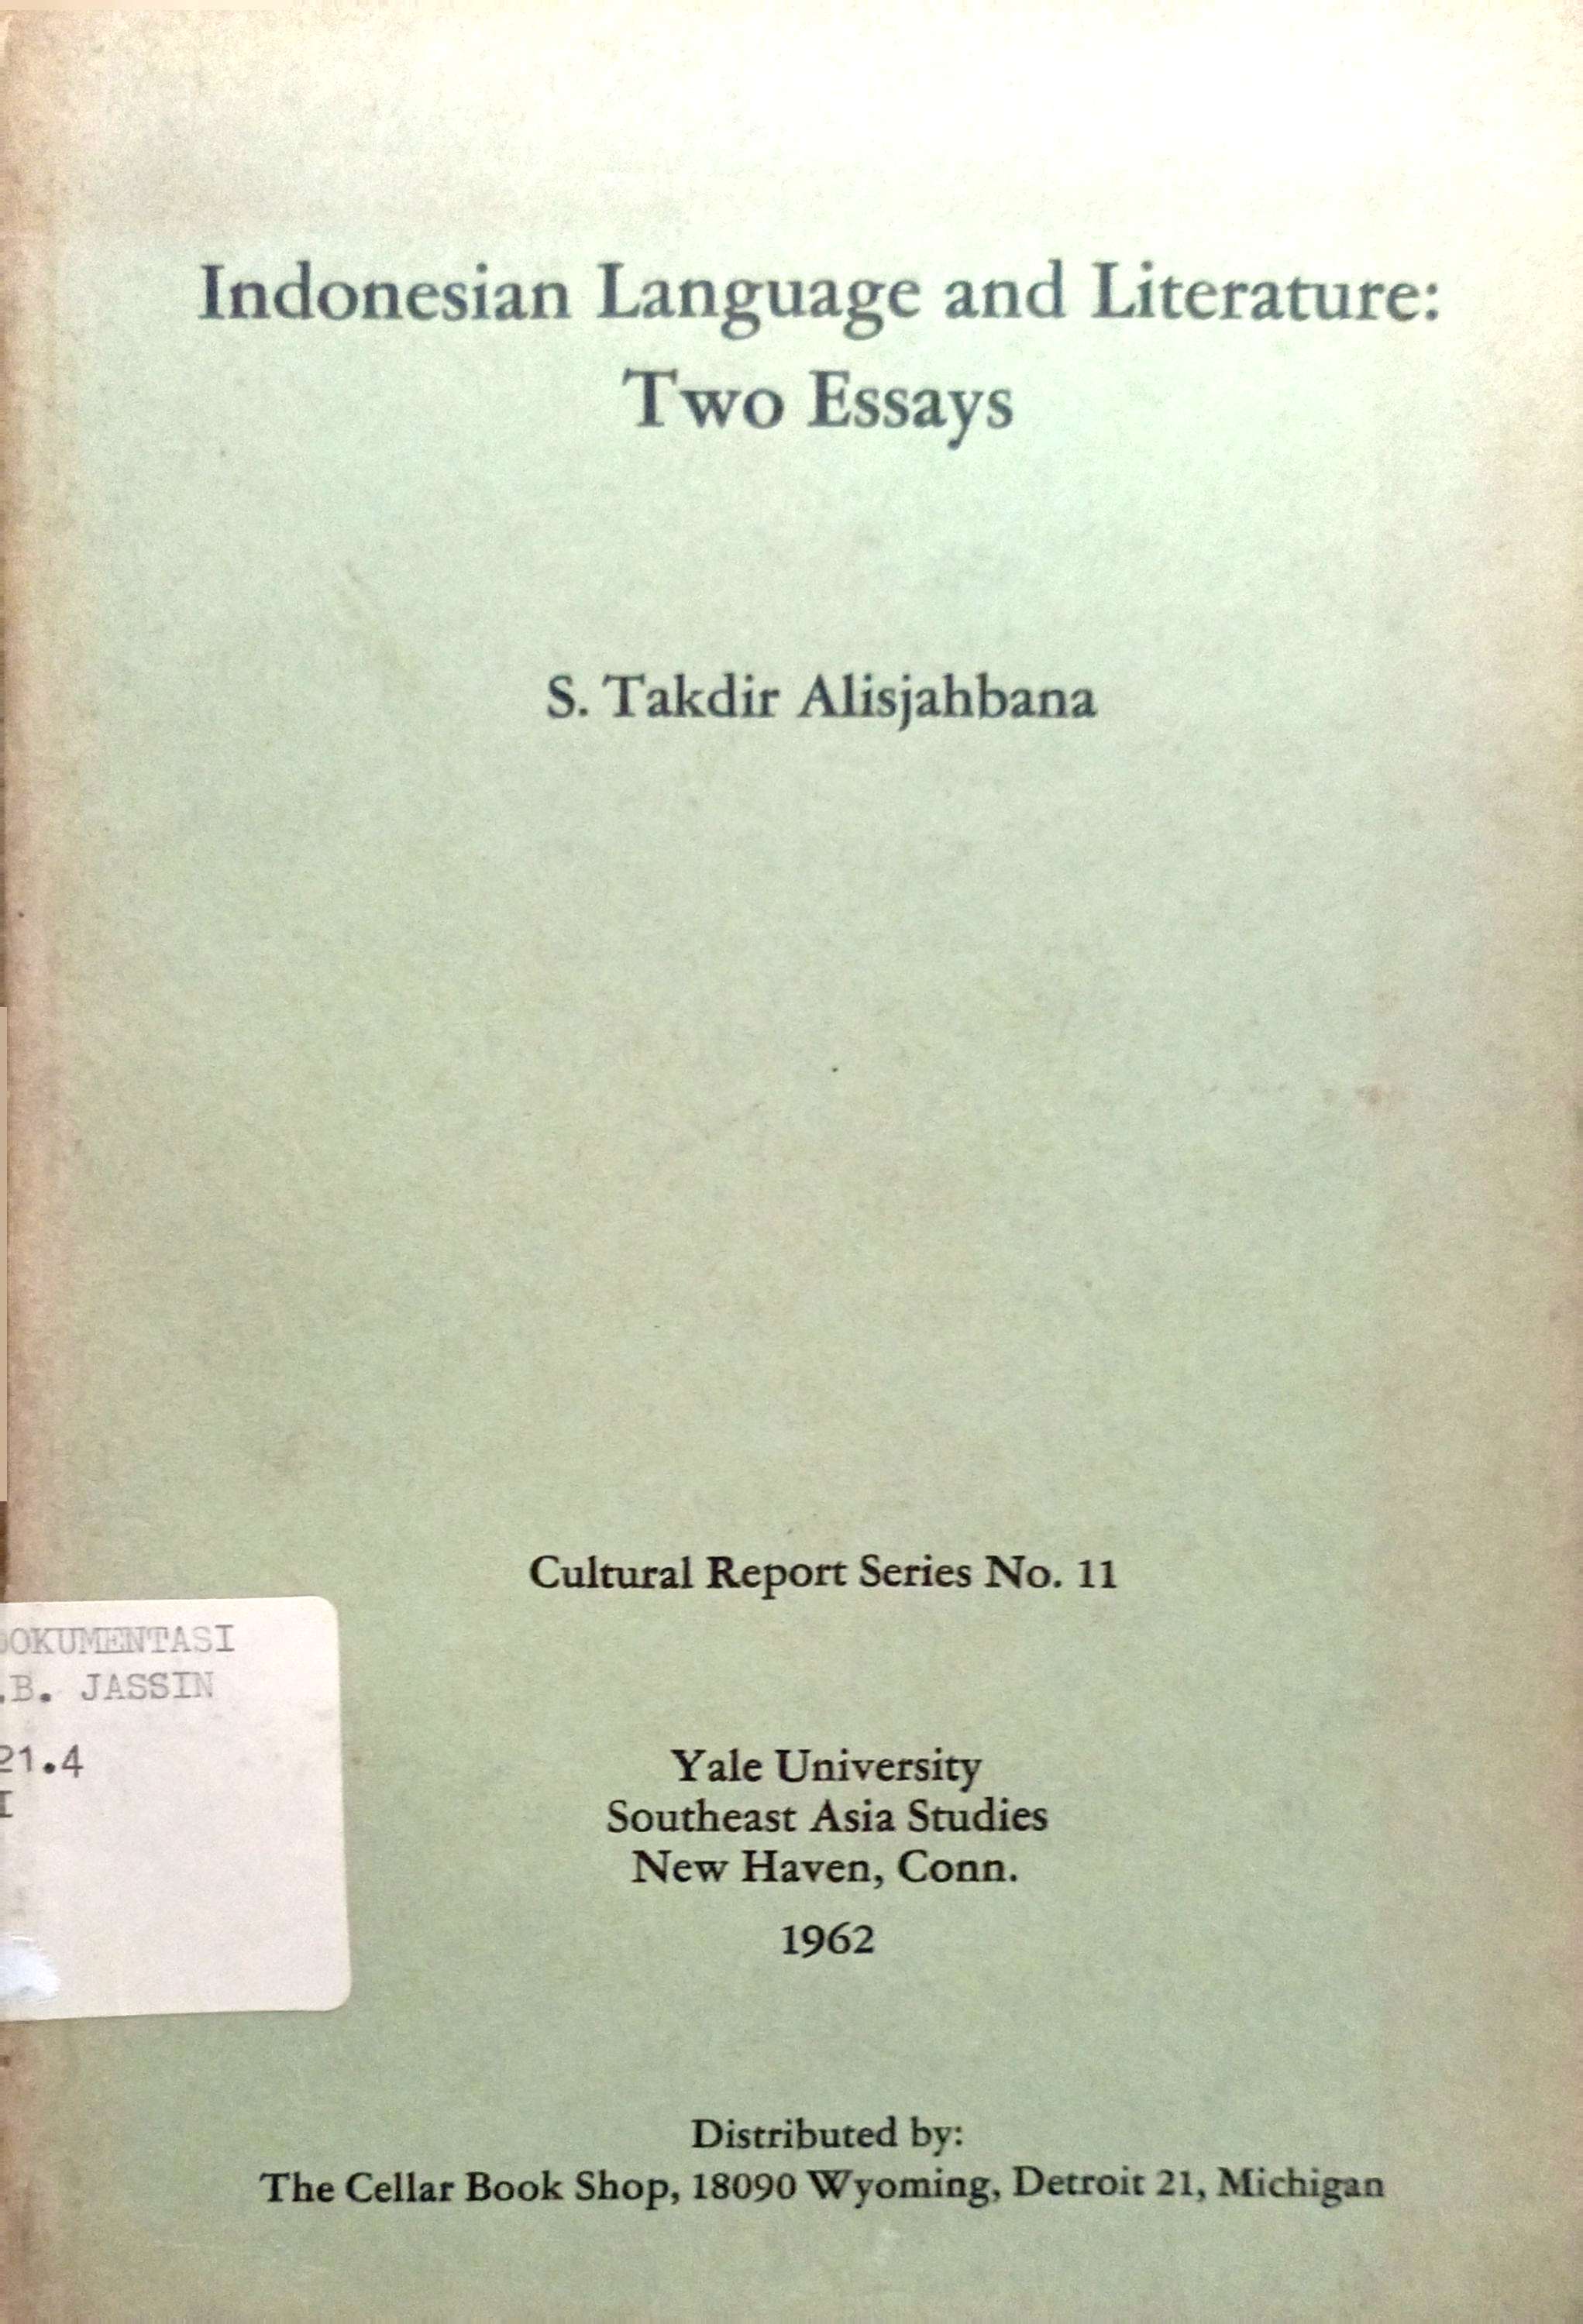 Indonesian Language and Literature:
Two Essays
S. Takdir Alisjahbana
Cultural Report Series No. 11
DOKUMENTASI
.B. JASSIN
21.4
I
Yale University
Southeast Asia Studies
New Haven, Conn.
1962
Distributed by:
The Cellar Book Shop, 18090 Wyoming, Detroit 21, Michigan